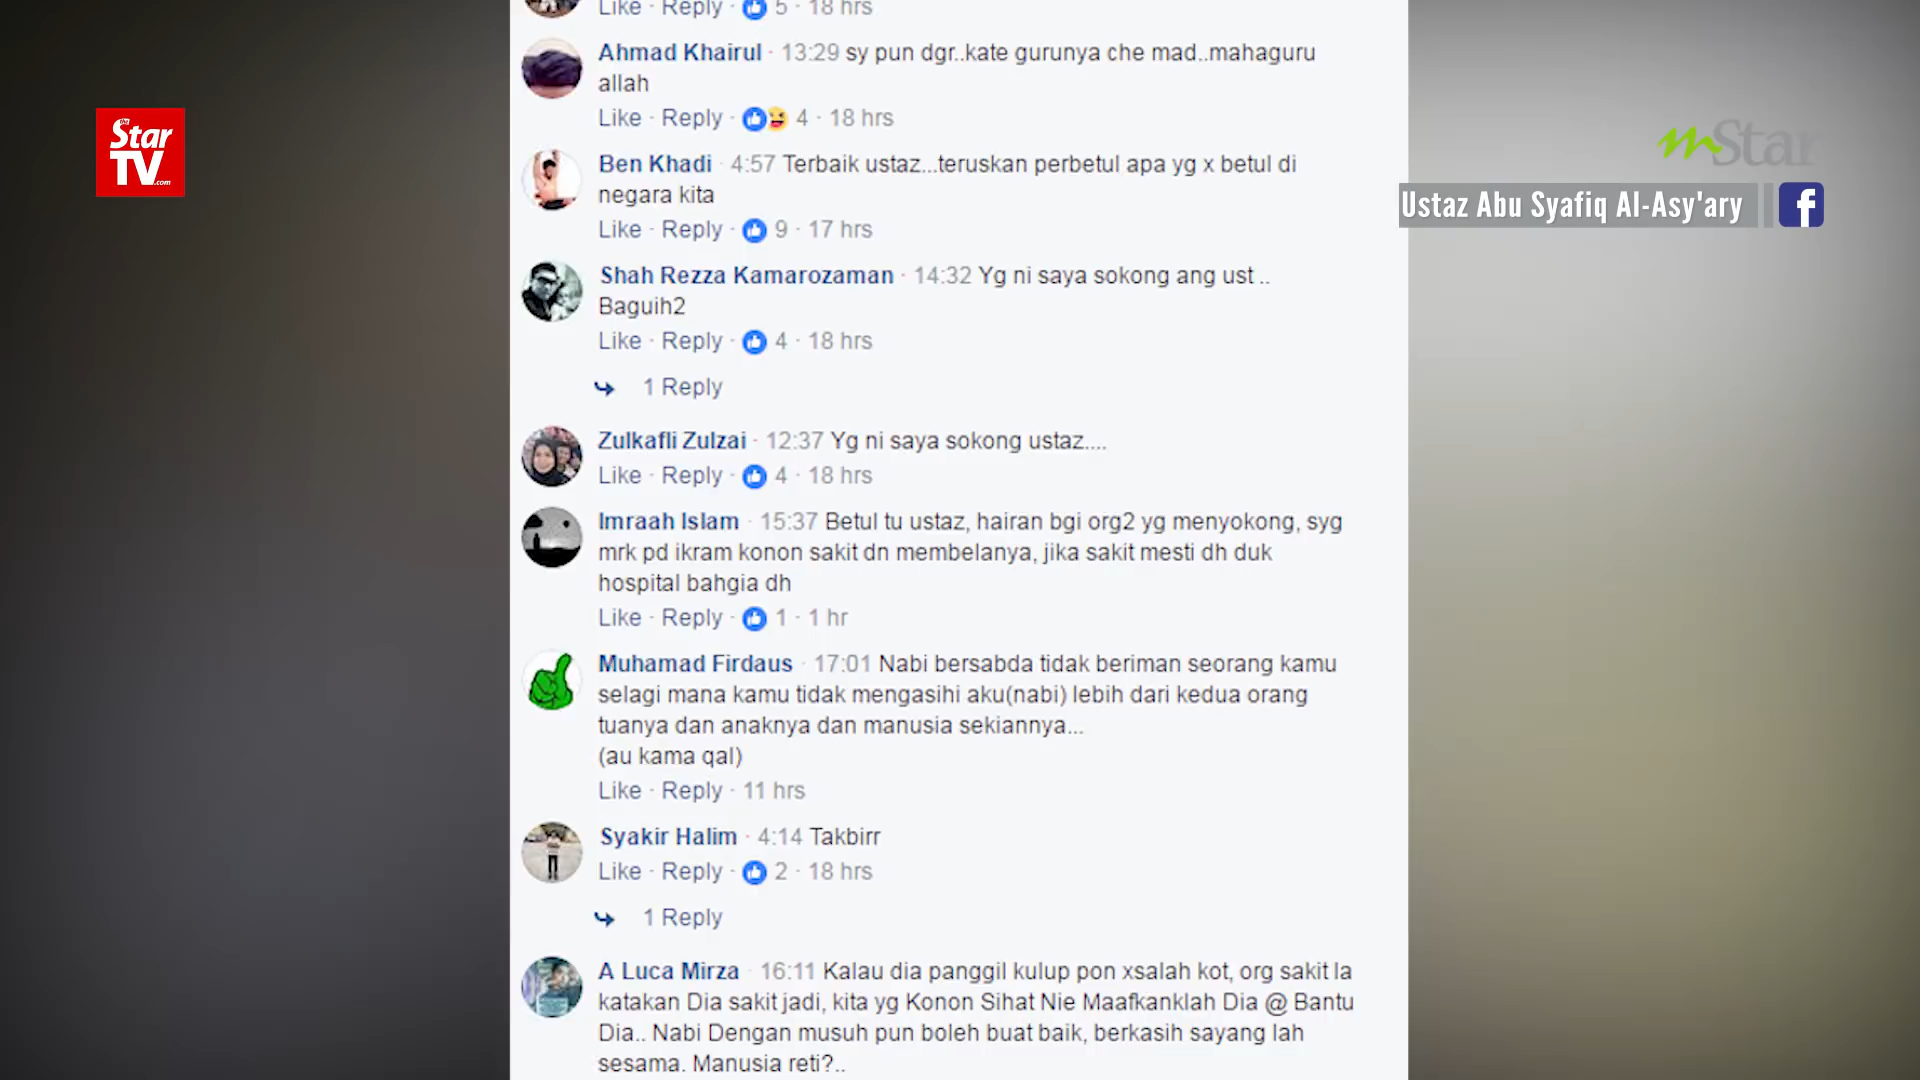 Like · Reply · 5 · 18 hrs
Ahmad Khairul · 13:29 sy pun dgr..kate gurunya che mad..mahaguru
allah
Like · Reply · 4 · 18 hrs
Ben Khadi · 4:57 Terbaik ustaz...teruskan perbetul apa yg x betul di
negara kita
Like · Reply · 9 · 17 hrs
Shah Rezza Kamarozaman · 14:32 Yg ni saya sokong ang ust ..
Baguih2
Like · Reply · 4 · 18 hrs
1 Reply
Zulkafli Zulzai · 12:37 Yg ni saya sokong ustaz....
Like · Reply · 4 · 18 hrs
Imraah Islam · 15:37 Betul tu ustaz, hairan bgi org2 yg menyokong, syg
mrk pd ikram konon sakit dn membelanya, jika sakit mesti dh duk
hospital bahgia dh
Like · Reply · 1 · 1 hr
Muhamad Firdaus · 17:01 Nabi bersabda tidak beriman seorang kamu
selagi mana kamu tidak mengasihi aku(nabi) lebih dari kedua orang
tuanya dan anaknya dan manusia sekiannya...
(au kama qal)
Like · Reply · 11 hrs
Syakir Halim · 4:14 Takbirr
Like · Reply · 2 · 18 hrs
1 Reply
A Luca Mirza · 16:11 Kalau dia panggil kulup pon xsalah kot, org sakit la
katakan Dia sakit jadi, kita yg Konon Sihat Nie Maafkanklah Dia @ Bantu
Dia.. Nabi Dengan musuh pun boleh buat baik, berkasih sayang lah
sesama. Manusia reti?..
the
Star
TV.com
mStar
Ustaz Abu Syafiq Al-Asy'ary
f